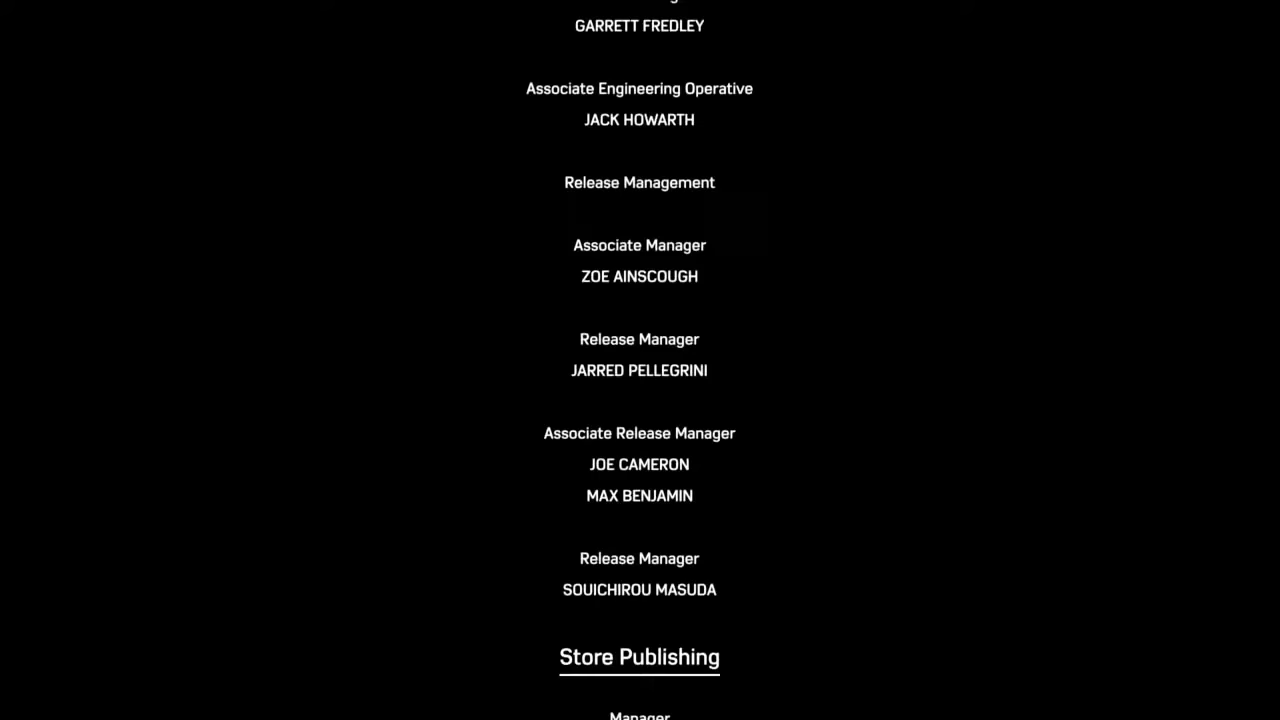 GARRETT FREDLEY
Associate Engineering Operative
JACK HOWARTH
Release Management
Associate Manager
ZOE AINSCOUGH
Release Manager
JARRED PELLEGRINI
Associate Release Manager
JOE CAMERON
MAX BENJAMIN
Release Manager
SOUICHIROU MASUDA
Store Publishing
Manager